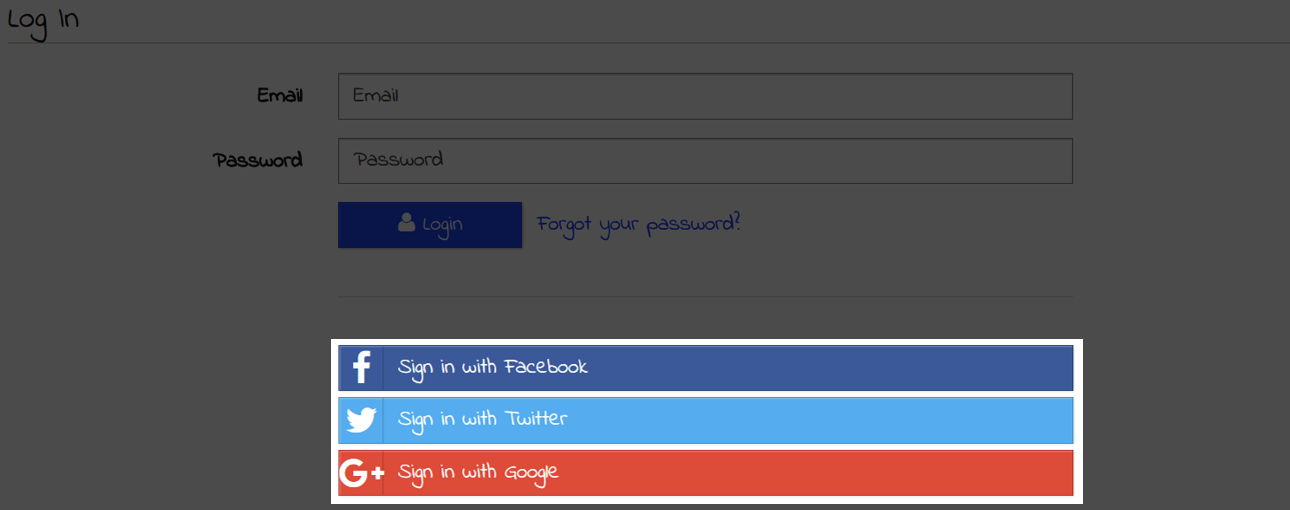 Log In
Email Email
Password Password
Login Forgot your password?
f Sign in with Facebook
Sign in with Twitter
G+ Sign in with Google